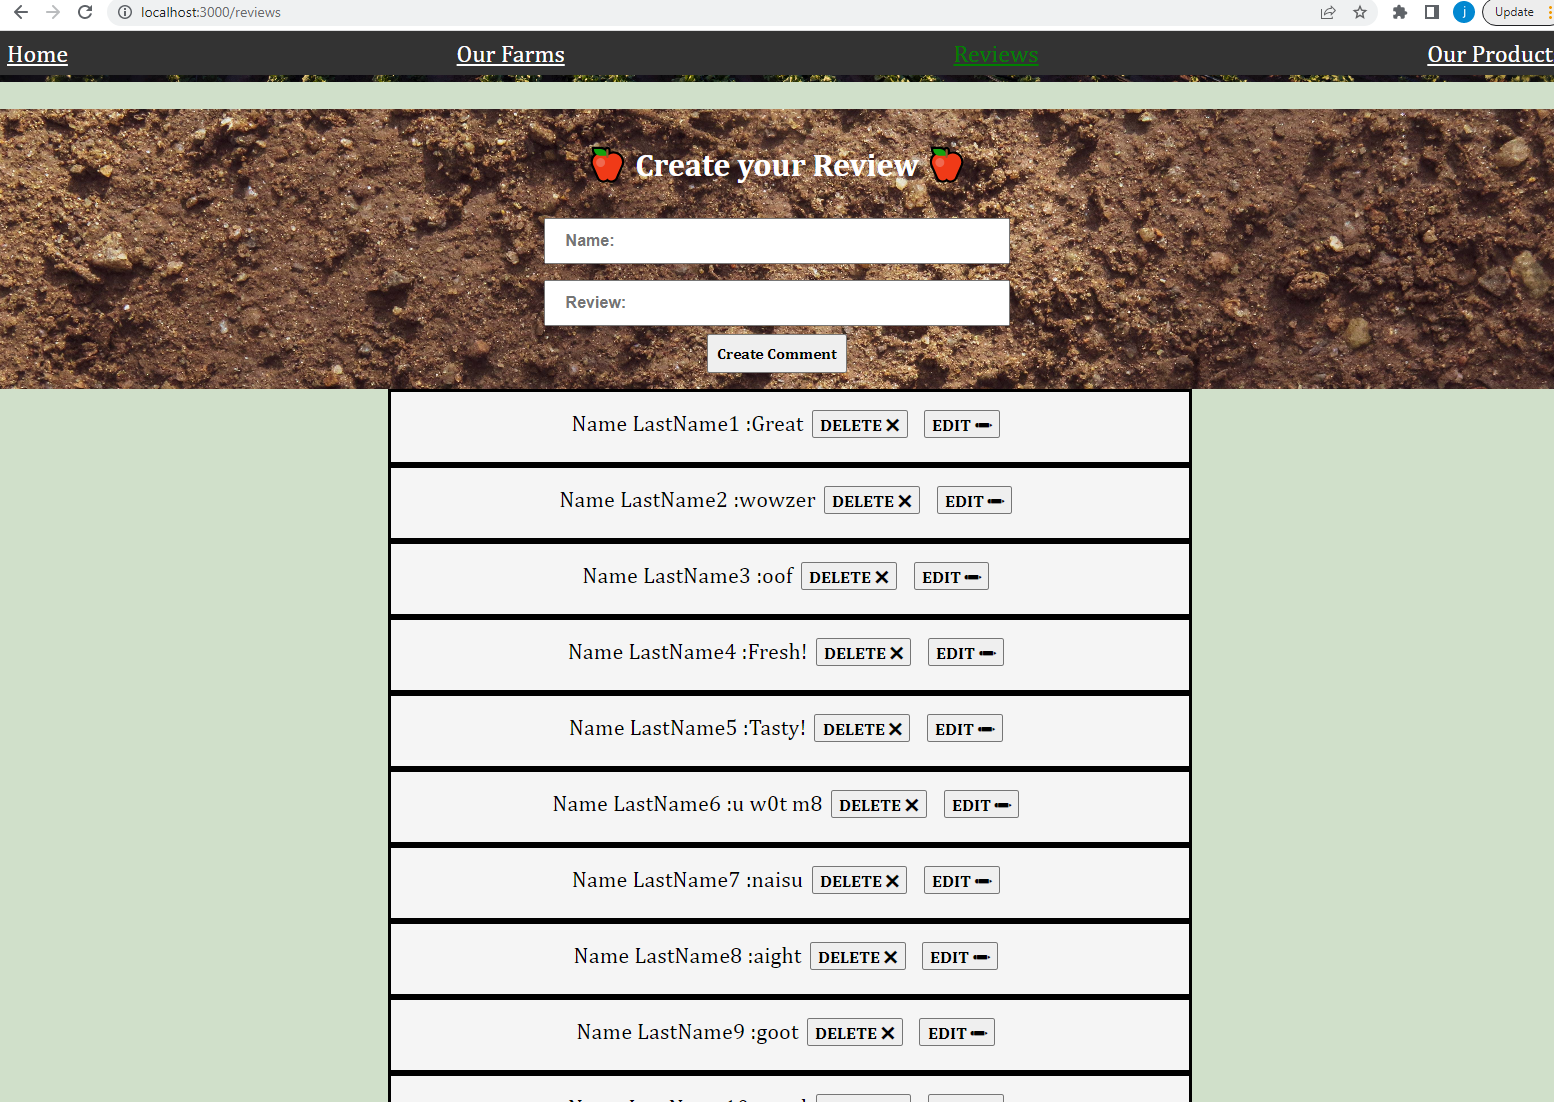 localhost:3000/reviews
j
Update
Home Our Farms Reviews Our Product
Create your Review
Name:
Review:
Create Comment
Name LastName1 :Great DELETE EDIT
Name LastName2 :wowzer DELETE EDIT
Name LastName3 :oof DELETE EDIT
Name LastName4 :Fresh! DELETE EDIT
Name LastName5 :Tasty! DELETE EDIT
Name LastName6 :u w0t m8 DELETE EDIT
Name LastName7 :naisu DELETE EDIT
Name LastName8 :aight DELETE EDIT
Name LastName9 :goot DELETE EDIT